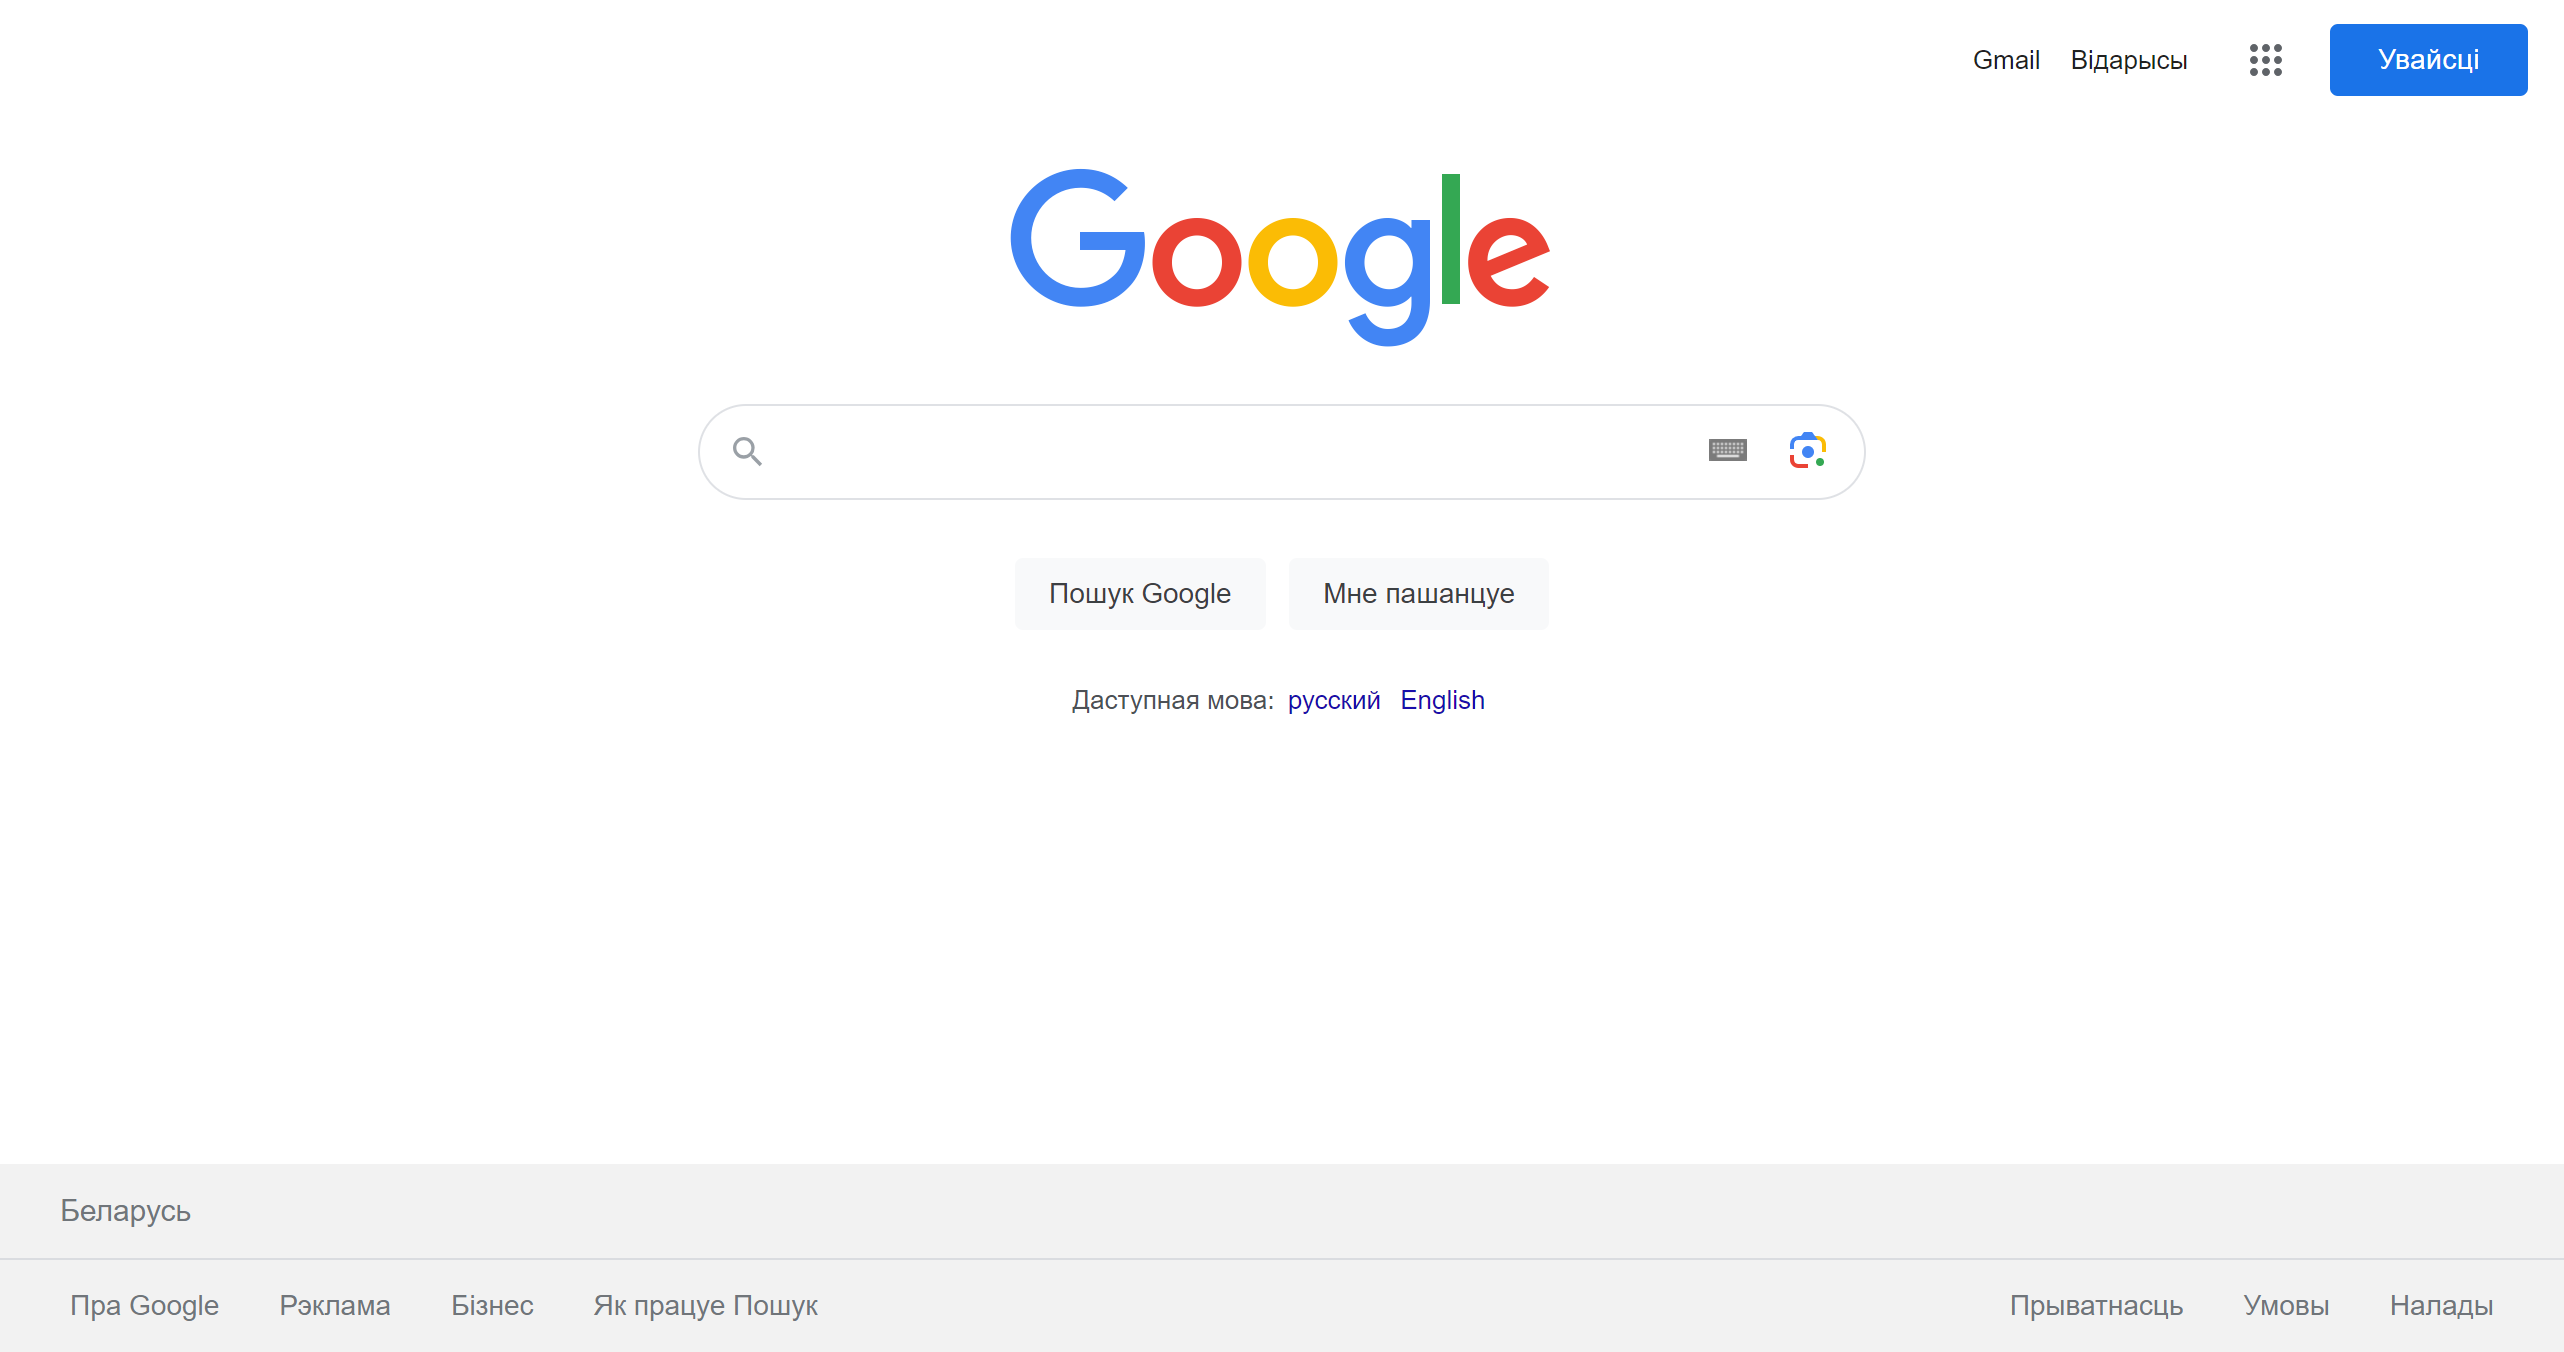 Gmail Відарысы Увайсці
Google
Пошук Google Мне пашанцуе
Даступная мова: русский English
Беларусь
Пра Google Рэклама Бізнес Як працуе Пошук Прыватнасць Умовы Налады